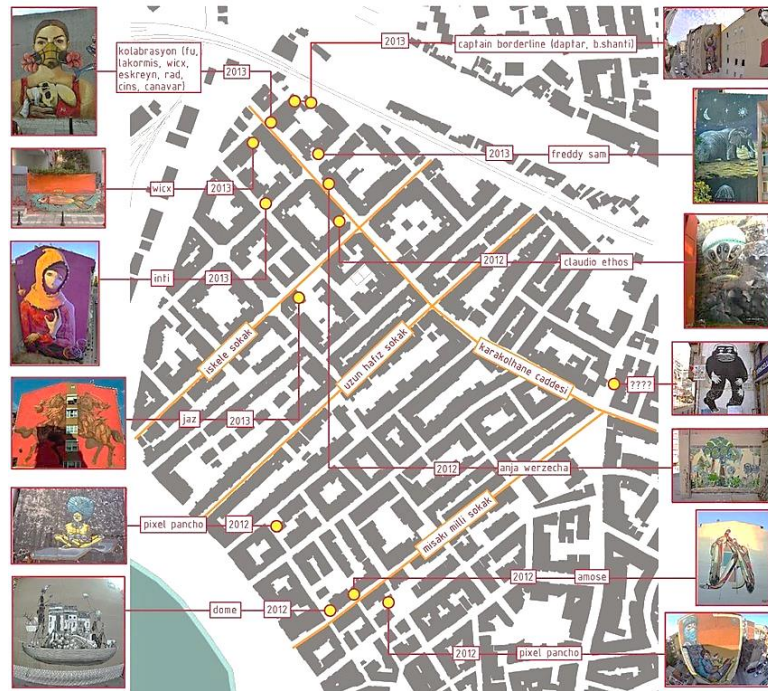 kolabrasyon (fu,
lakormis, wicx,
eskreyn, rad,
cins, canavar)
2013
2013
captain borderline (daptar, b.shanti)
2013
freddy sam
wicx
2013
inti
2013
2012
claudio ethos
iskele sokak
uzun hafız sokak
karakolhane caddesi
????
jaz
2013
2012
anja werzecha
pixel pancho
2012
misaki milli sokak
2012
amose
dome
2012
2012
pixel pancho